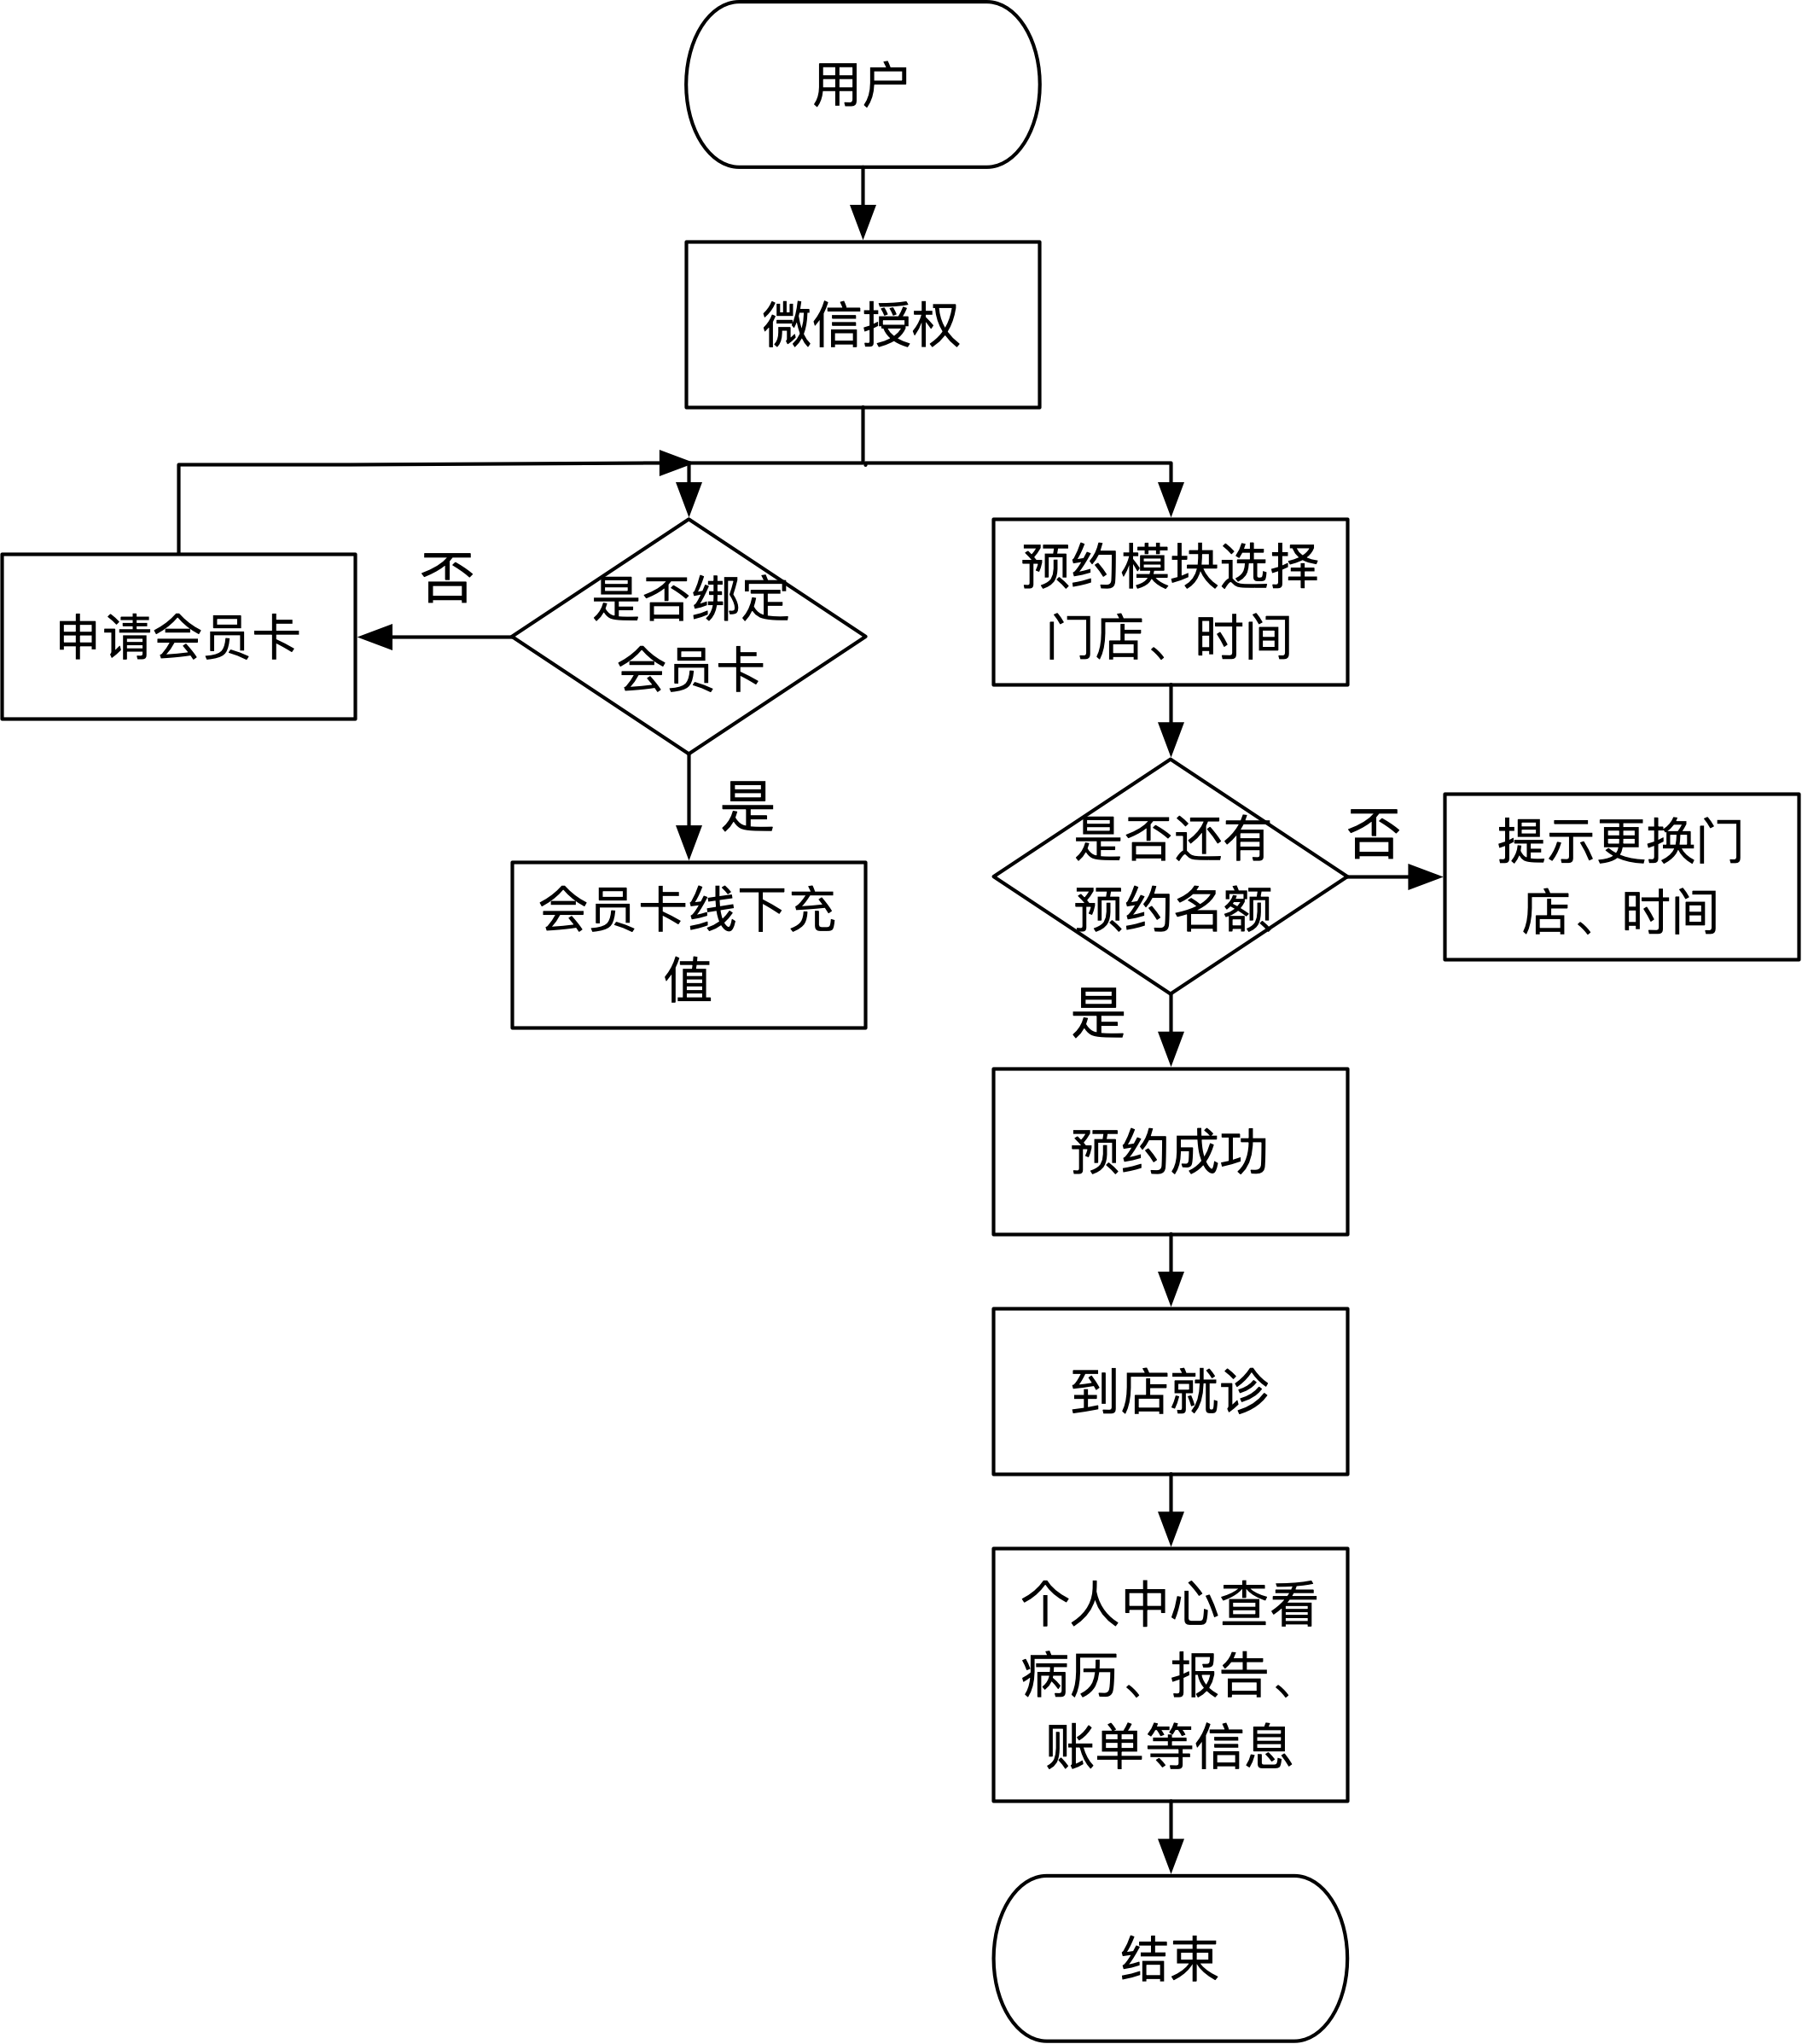 用户
微信授权
否
申请会员卡
是否绑定
会员卡
是
会员卡线下充
值
预约模块选择
门店、时间
是否还有
预约名额
否
提示更换门
店、时间
是
预约成功
到店就诊
个人中心查看
病历、报告、
账单等信息
结束